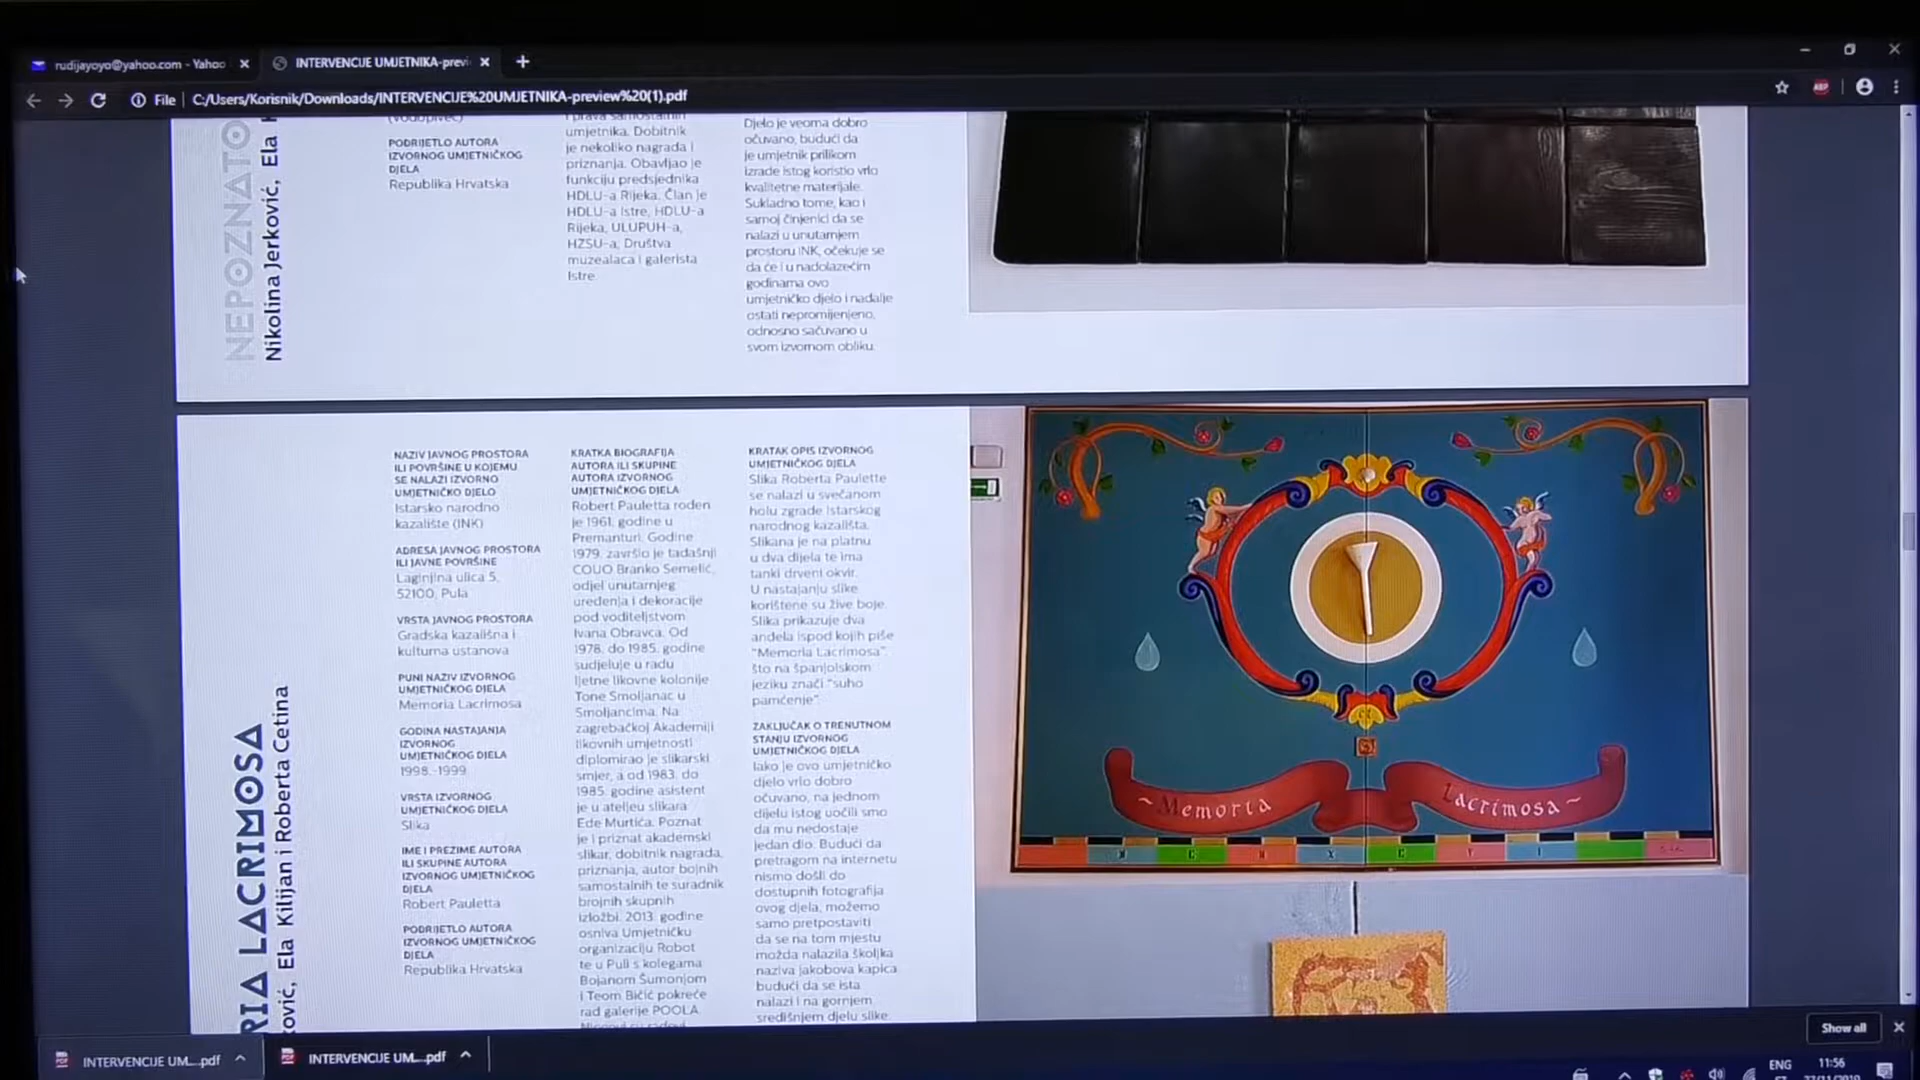 rudijayoyo@yahoo.com - Yahoo
INTERVENCIJE UMJETNIKA-previ
File
C:/Users/Korisnik/Downloads/INTERVENCIJE%20UMJETNIKA-preview%20(1).pdf
NEPOZNATO
Nikolina Jerković, Ela
(Vodopivec)
PODRIJETLO AUTORA
IZVORNOG UMJETNIČKOG
DJELA
Republika Hrvatska
i prava samostalnih
umjetnika. Dobitnik
je nekoliko nagrada i
priznanja. Obavljao je
funkciju predsjednika
HDLU-a Rijeka. Član je
HDLU-a Istre, HDLU-a
Rijeka, ULUPUH-a,
HZSU-a, Društva
muzealaca i galerista
Istre.
Djelo je veoma dobro
očuvano, budući da
je umjetnik prilikom
izrade istog koristio vrlo
kvalitetne materijale.
Sukladno tome, kao i
samoj činjenici da se
nalazi u unutarnjem
prostoru INK, očekuje se
da će i u nadolazećim
godinama ovo
umjetničko djelo i nadalje
ostati nepromijenjeno,
odnosno sačuvano u
svom izvornom obliku.
RIA LACRIMOSA
ković, Ela Kilijan i Roberta Cetina
NAZIV JAVNOG PROSTORA
ILI POVRŠINE U KOJEMU
SE NALAZI IZVORNO
UMJETNIČKO DJELO
Istarsko narodno
kazalište (INK)
ADRESA JAVNOG PROSTORA
ILI JAVNE POVRŠINE
Laginjina ulica 5,
52100, Pula
VRSTA JAVNOG PROSTORA
Gradska kazališna i
kulturna ustanova
PUNI NAZIV IZVORNOG
UMJETNIČKOG DJELA
Memoria Lacrimosa
GODINA NASTAJANJA
IZVORNOG
UMJETNIČKOG DJELA
1998.-1999.
VRSTA IZVORNOG
UMJETNIČKOG DJELA
Slika
IME I PREZIME AUTORA
ILI SKUPINE AUTORA
IZVORNOG UMJETNIČKOG
DJELA
Robert Pauletta
PODRIJETLO AUTORA
IZVORNOG UMJETNIČKOG
DJELA
Republika Hrvatska
KRATKA BIOGRAFIJA
AUTORA ILI SKUPINE
AUTORA IZVORNOG
UMJETNIČKOG DJELA
Robert Pauletta rođen
je 1961. godine u
Premanturi. Godine
1979. završio je tadašnji
COUO Branko Semelić,
odjel unutarnjeg
uređenja i dekoracije
pod voditeljstvom
Ivana Obravca. Od
1978. do 1985. godine
sudjeluje u radu
ljetne likovne kolonije
Tone Smoljanac u
Smoljancima. Na
zagrebačkoj Akademiji
likovnih umjetnosti
diplomirao je slikarski
smjer, a od 1983. do
1985. godine asistent
je u ateljeu slikara
Ede Murtića. Poznat
je i priznat akademski
slikar, dobitnik nagrada,
priznanja, autor bojnih
samostalnih te suradnik
brojnih skupnih
izložbi. 2013. godine
osniva Umjetničku
organizaciju Robot
te u Puli s kolegama
Bojanom Šumonjom
i Teom Bičić pokreće
rad galerije POOLA.
KRATAK OPIS IZVORNOG
UMJETNIČKOG DJELA
Slika Roberta Paulette
se nalazi u svečanom
holu zgrade Istarskog
narodnog kazališta.
Slikana je na platnu
u dva dijela te ima
tanki drveni okvir.
U nastajanju slike
korištene su žive boje.
Slika prikazuje dva
anđela ispod kojih piše
"Memoria Lacrimosa",
što na španjolskom
jeziku znači "suho
pamćenje".
ZAKLJUČAK O TRENUTNOM
STANJU IZVORNOG
UMJETNIČKOG DJELA
Iako je ovo umjetničko
djelo vrlo dobro
očuvano, na jednom
dijelu istog uočili smo
da mu nedostaje
jedan dio. Budući da
pretragom na internetu
nismo došli do
dostupnih fotografija
ovog djela, možemo
samo pretpostaviti
da se na tom mjestu
možda nalazila školjka
naziva jakobova kapica
budući da se ista
nalazi i na gornjem
središnjem djelu slike.
~ Memoria Lacrimosa ~
Show all
INTERVENCIJE UM....pdf
INTERVENCIJE UM....pdf
ENG
11:56